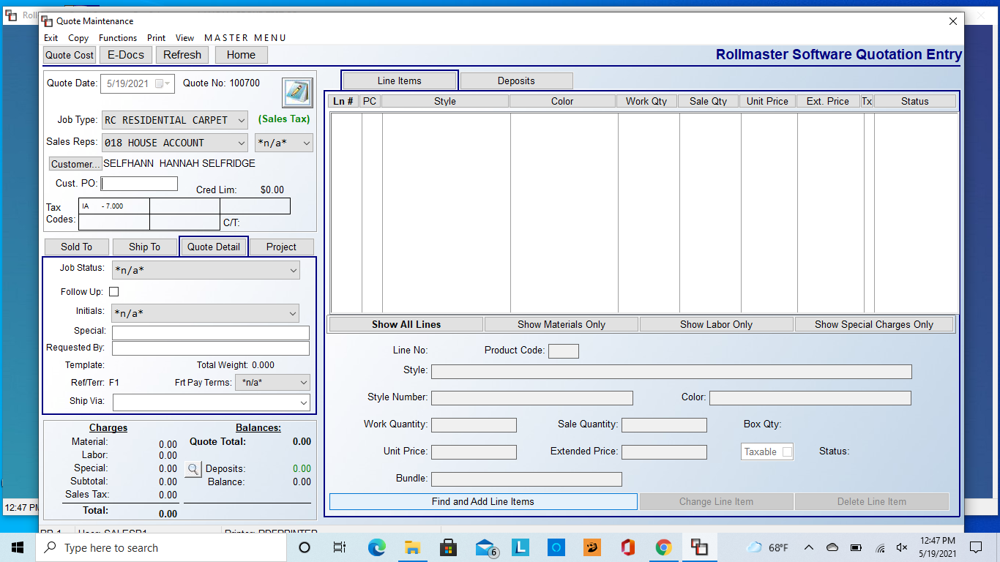 Roll
Quote Maintenance
Exit Copy Functions Print View MASTER MENU
Quote Cost E-Docs Refresh Home
Rollmaster Software Quotation Entry
Quote Date: 5/19/2021 Quote No: 100700
Job Type: RC RESIDENTIAL CARPET (Sales Tax)
Sales Reps: 018 HOUSE ACCOUNT *n/a*
Customer... SELFHANN HANNAH SELFRIDGE
Cust. PO:
Cred Lim: $0.00
Tax Codes: IA - 7.000
C/T:
Sold To Ship To Quote Detail Project
Job Status: *n/a*
Follow Up:
Initials: *n/a*
Special:
Requested By:
Template: Total Weight: 0.000
Ref/Terr: F1 Frt Pay Terms: *n/a*
Ship Via:
Charges Balances:
Material: 0.00 Quote Total: 0.00
Labor: 0.00
Special: 0.00 Deposits: 0.00
Subtotal: 0.00 Balance: 0.00
Sales Tax: 0.00
Total: 0.00
Line Items Deposits
Ln # PC Style Color Work Qty Sale Qty Unit Price Ext. Price Tx Status
Show All Lines Show Materials Only Show Labor Only Show Special Charges Only
Line No: Product Code:
Style:
Style Number: Color:
Work Quantity: Sale Quantity: Box Qty:
Unit Price: Extended Price: Taxable Status:
Bundle:
Find and Add Line Items Change Line Item Delete Line Item
12:47 PM
Type here to search
6
L
68°F
12:47 PM
5/19/2021